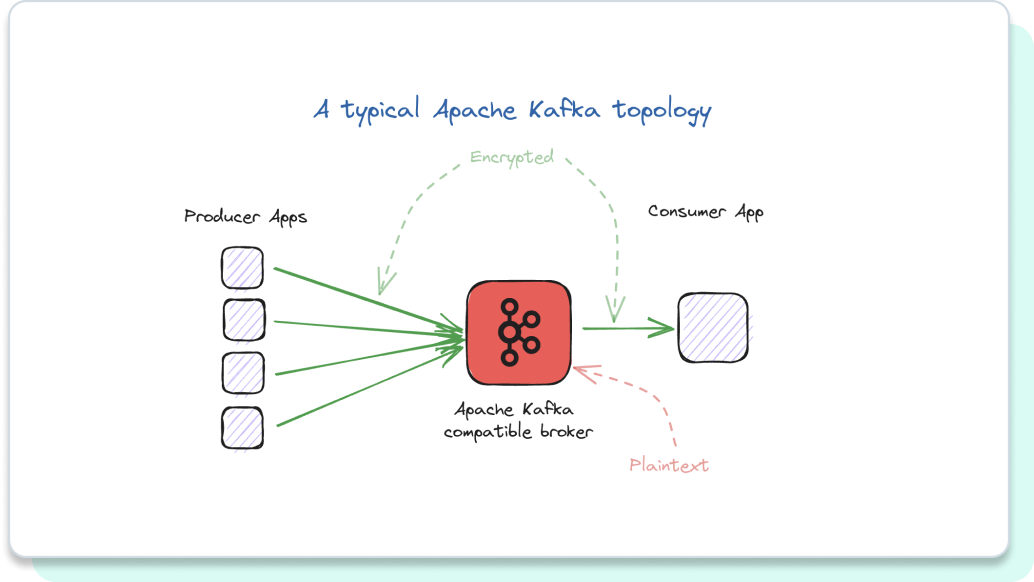 A typical Apache Kafka topology
Encrypted
Producer Apps
Consumer App
Apache Kafka
compatible broker
Plaintext